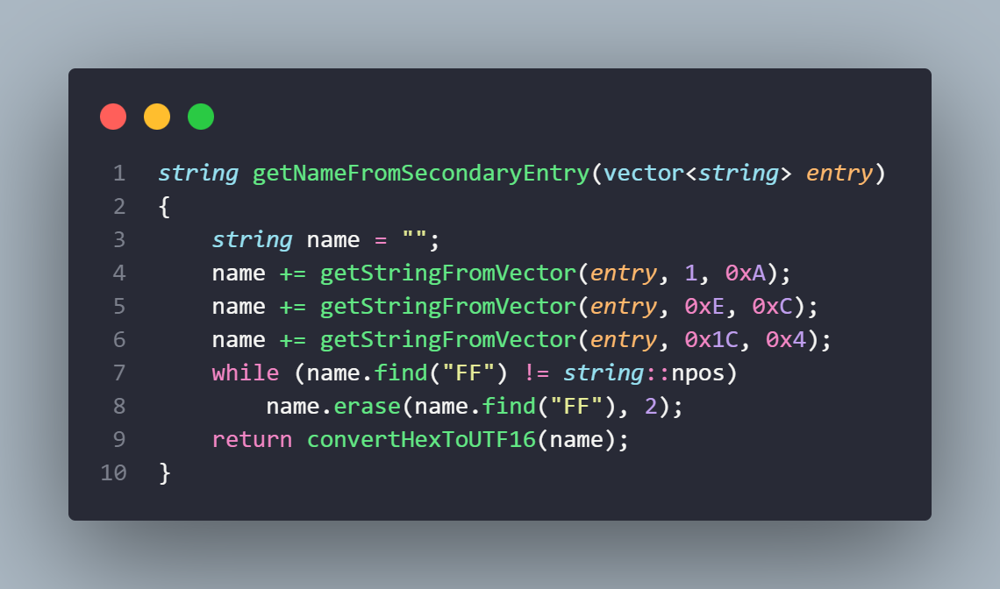 1 string getNameFromSecondaryEntry(vector<string> entry)
2 {
3     string name = "";
4     name += getStringFromVector(entry, 1, 0xA);
5     name += getStringFromVector(entry, 0xE, 0xC);
6     name += getStringFromVector(entry, 0x1C, 0x4);
7     while (name.find("FF") != string::npos)
8         name.erase(name.find("FF"), 2);
9     return convertHexToUTF16(name);
10 }